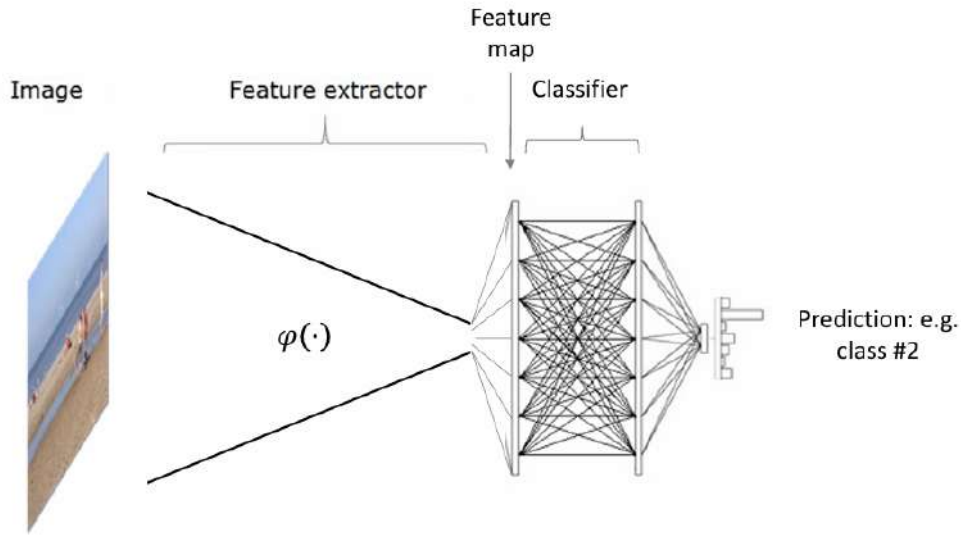 Feature
map
Image
Feature extractor
Classifier
φ(·)
Prediction: e.g.
class #2